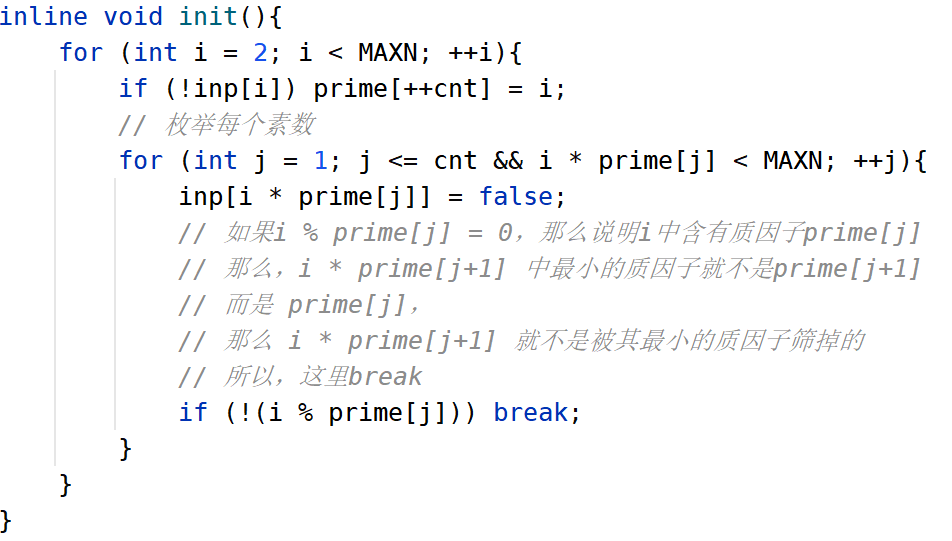 inline void init(){
    for (int i = 2; i < MAXN; ++i){
        if (!inp[i]) prime[++cnt] = i;
        // 枚举每个素数
        for (int j = 1; j <= cnt && i * prime[j] < MAXN; ++j){
            inp[i * prime[j]] = false;
            // 如果i % prime[j] = 0，那么说明i中含有质因子prime[j]
            // 那么，i * prime[j+1] 中最小的质因子就不是prime[j+1]
            // 而是 prime[j]，
            // 那么 i * prime[j+1] 就不是被其最小的质因子筛掉的
            // 所以，这里break
            if (!(i % prime[j])) break;
        }
    }
}